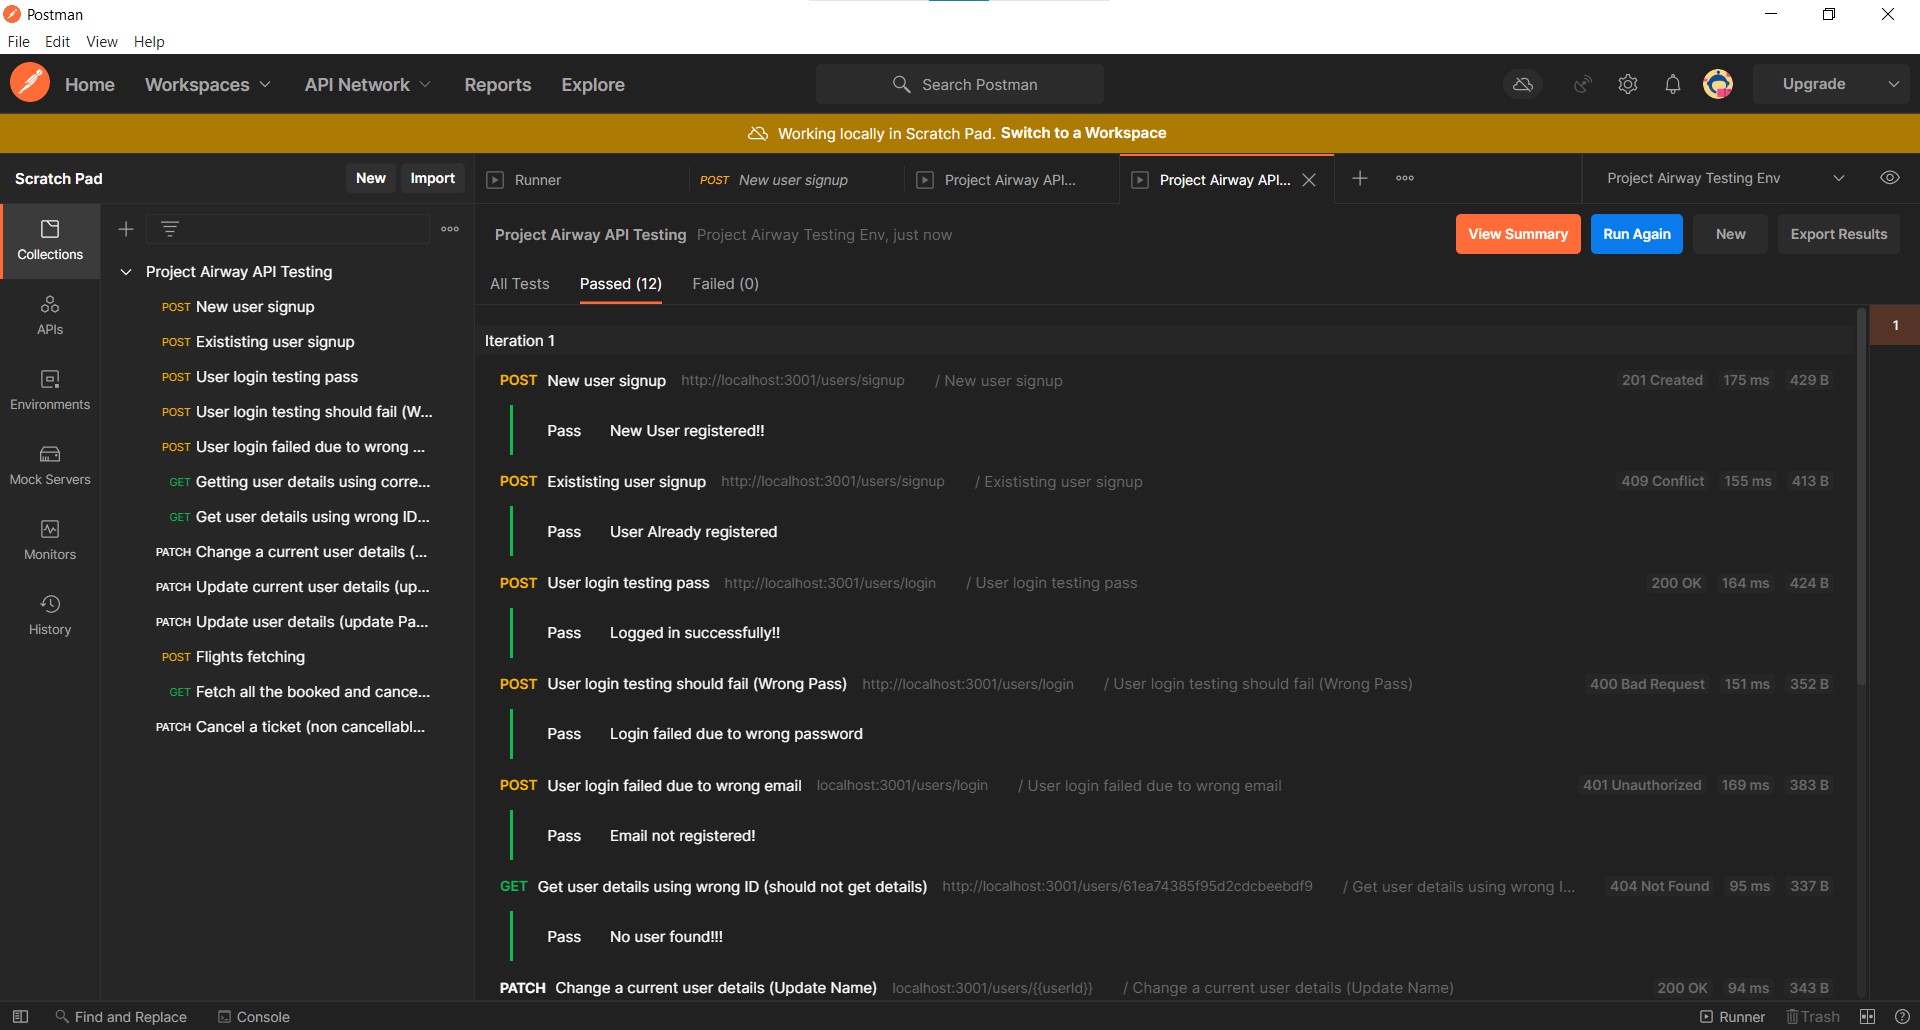 Postman
File Edit View Help
Home Workspaces API Network Reports Explore Search Postman Upgrade
Working locally in Scratch Pad. Switch to a Workspace
Scratch Pad New Import Runner POST New user signup Project Airway API... Project Airway API... Project Airway Testing Env
Collections
APIs
Environments
Mock Servers
Monitors
History
Project Airway API Testing
POST New user signup
POST Exististing user signup
POST User login testing pass
POST User login testing should fail (W...
POST User login failed due to wrong ...
GET Getting user details using corre...
GET Get user details using wrong ID...
PATCH Change a current user details (...
PATCH Update current user details (up...
PATCH Update user details (update Pa...
POST Flights fetching
GET Fetch all the booked and cance...
PATCH Cancel a ticket (non cancellabl...
Project Airway API Testing Project Airway Testing Env, just now View Summary Run Again New Export Results
All Tests Passed (12) Failed (0)
Iteration 1 1
POST New user signup http://localhost:3001/users/signup / New user signup 201 Created 175 ms 429 B
Pass New User registered!!
POST Exististing user signup http://localhost:3001/users/signup / Exististing user signup 409 Conflict 155 ms 413 B
Pass User Already registered
POST User login testing pass http://localhost:3001/users/login / User login testing pass 200 OK 164 ms 424 B
Pass Logged in successfully!!
POST User login testing should fail (Wrong Pass) http://localhost:3001/users/login / User login testing should fail (Wrong Pass) 400 Bad Request 151 ms 352 B
Pass Login failed due to wrong password
POST User login failed due to wrong email localhost:3001/users/login / User login failed due to wrong email 401 Unauthorized 169 ms 383 B
Pass Email not registered!
GET Get user details using wrong ID (should not get details) http://localhost:3001/users/61ea74385f95d2cdcbeebdf9 / Get user details using wrong I... 404 Not Found 95 ms 337 B
Pass No user found!!!
PATCH Change a current user details (Update Name) localhost:3001/users/{{userId}} / Change a current user details (Update Name) 200 OK 94 ms 343 B
Find and Replace Console Runner Trash